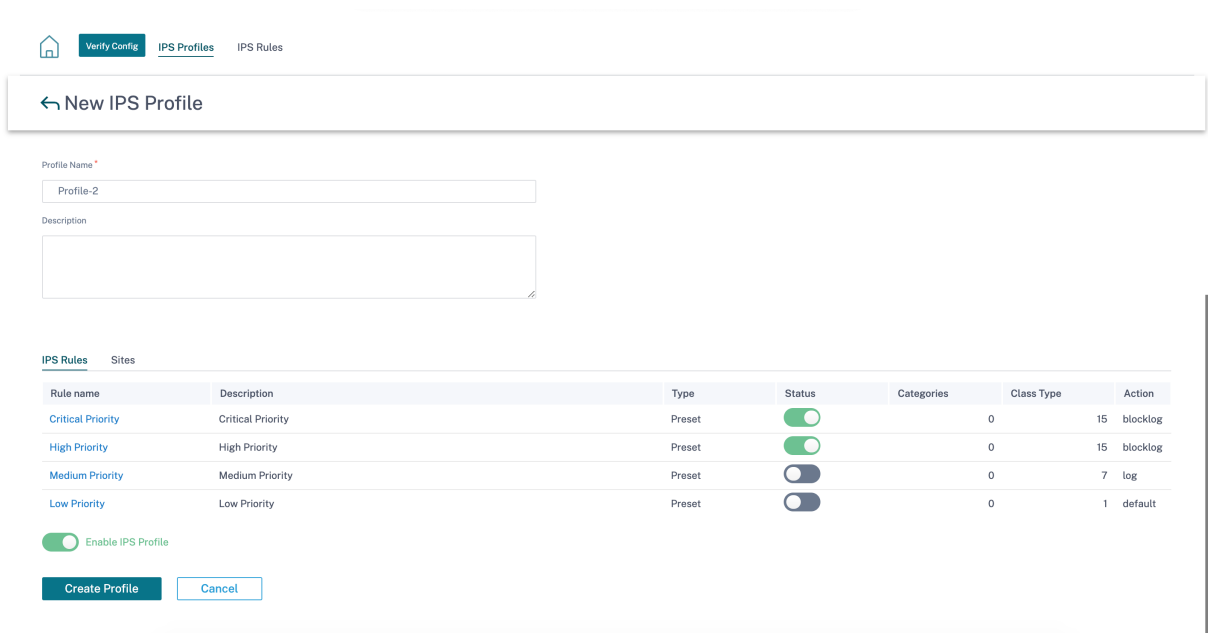 Verify Config IPS Profiles IPS Rules
New IPS Profile
Profile Name *
Profile-2
Description
IPS Rules Sites
Rule name Description Type Status Categories Class Type Action
Critical Priority Critical Priority Preset 0 15 blocklog
High Priority High Priority Preset 0 15 blocklog
Medium Priority Medium Priority Preset 0 7 log
Low Priority Low Priority Preset 0 1 default
Enable IPS Profile
Create Profile Cancel